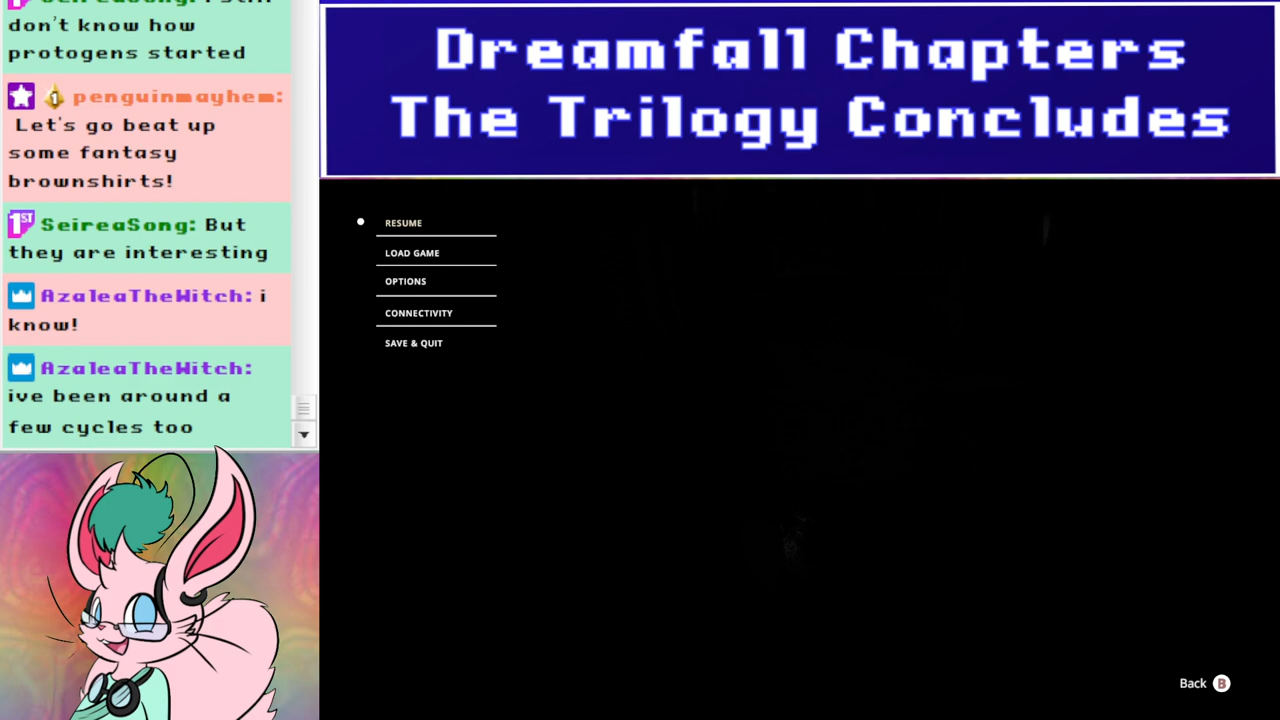 don't know how
protogens started
1 penguinmayhem:
Let's go beat up
some fantasy
brownshirts!
1ST SeireaSong: But
they are interesting
AzaleaTheWitch: i
know!
AzaleaTheWitch:
ive been around a
few cycles too
Dreamfall Chapters
The Trilogy Concludes
RESUME
LOAD GAME
OPTIONS
CONNECTIVITY
SAVE & QUIT
Back B